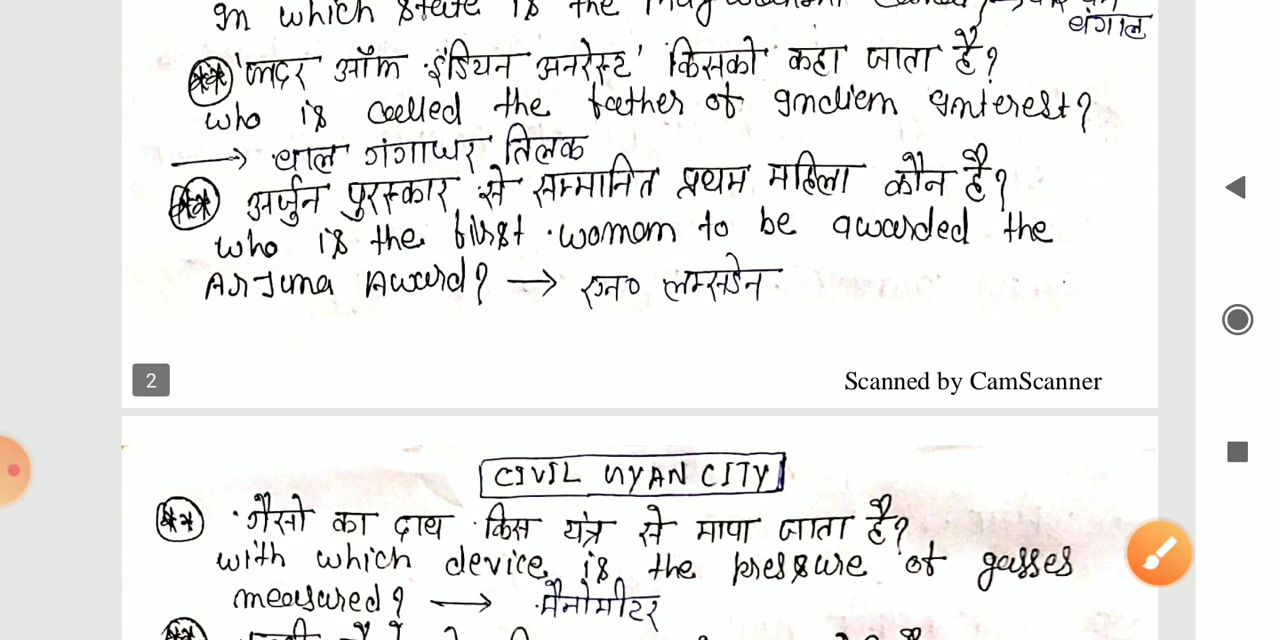 In which state is the
बंगाल
** 'फादर ऑफ इंडियन अनरेस्ट' किसको कहा जाता है?
who is called the father of Indian Interest?
→ बाल गंगाधर तिलक
** अर्जुन पुरस्कार से सम्मानित प्रथम महिला कौन है?
who is the first woman to be awarded the
Arjuna Award? → एन० लम्सडेन
2
Scanned by CamScanner
CIVIL GYAN CITY
** गैसो का दाब किस यंत्र से मापा जाता है?
with which device is the pressure of gasses
measured? → मैनोमीटर
**